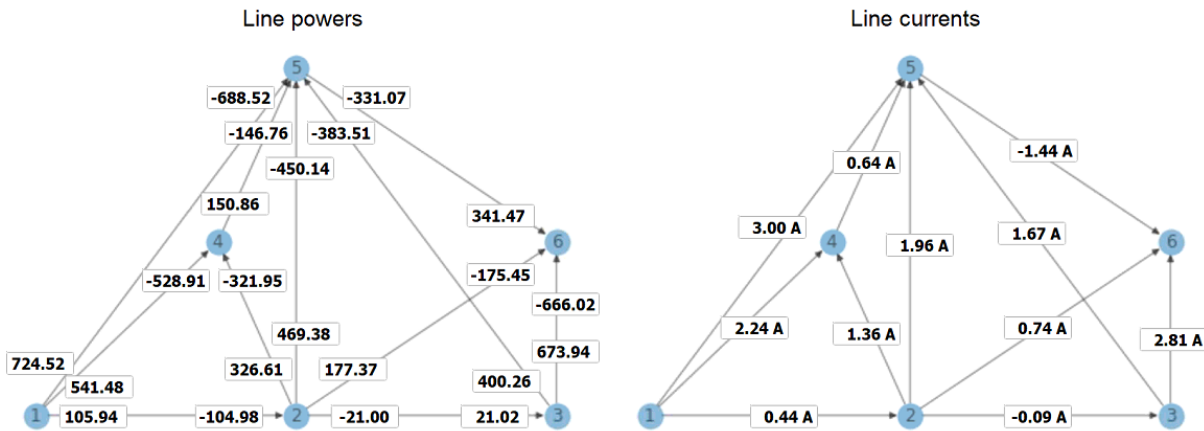 Line powers
Line currents
5
-688.52
-331.07
-146.76
-383.51
-450.14
150.86
341.47
4
6
-528.91
-321.95
-175.45
-666.02
469.38
673.94
724.52
326.61
177.37
541.48
400.26
1
105.94
-104.98
2
-21.00
21.02
3
5
0.64 A
-1.44 A
3.00 A
4
1.96 A
1.67 A
6
2.24 A
1.36 A
0.74 A
2.81 A
1
0.44 A
2
-0.09 A
3